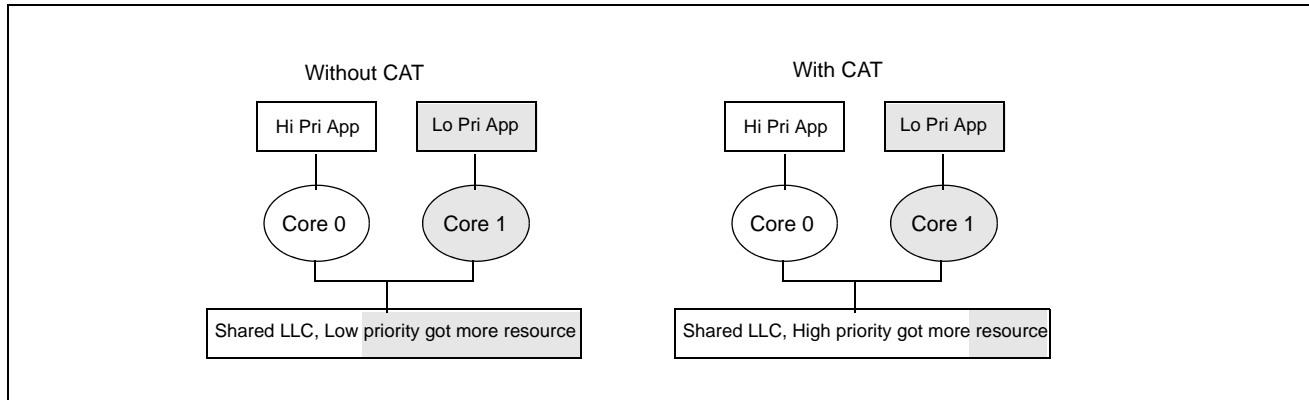 Without CAT
Hi Pri App
Lo Pri App
Core 0
Core 1
Shared LLC, Low priority got more resource
With CAT
Hi Pri App
Lo Pri App
Core 0
Core 1
Shared LLC, High priority got more resource